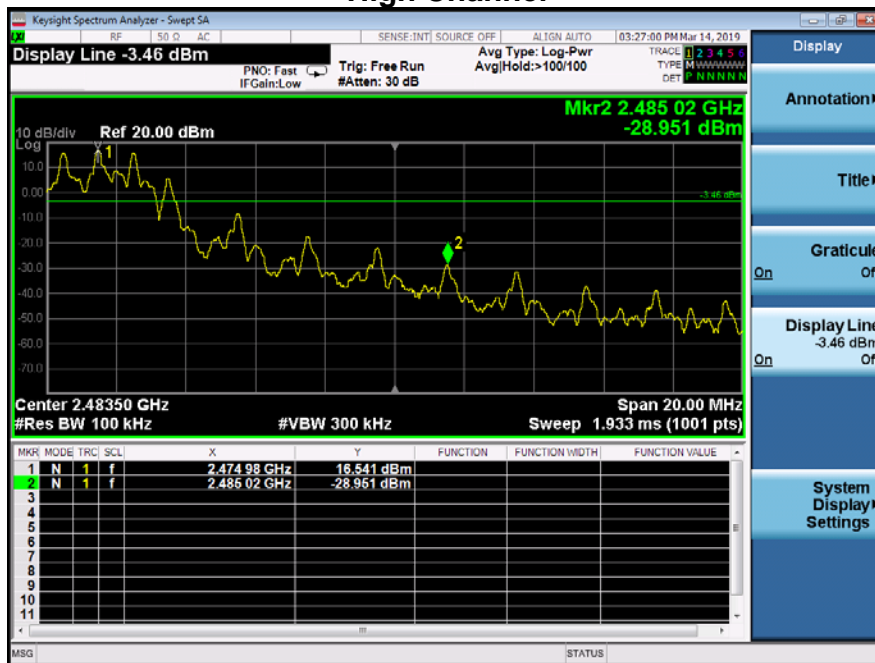 High Channel
Keysight Spectrum Analyzer - Swept SA
LXI RF 50 Ω AC SENSE:INT SOURCE OFF ALIGN AUTO 03:27:00 PM Mar 14, 2019
Display Line -3.46 dBm
PNO: Fast
IFGain:Low
Trig: Free Run
#Atten: 30 dB
Avg Type: Log-Pwr
Avg|Hold:>100/100
TRACE 1 2 3 4 5 6
TYPE M W W W W W
DET P N N N N N
Mkr2 2.485 02 GHz
-28.951 dBm
10 dB/div Ref 20.00 dBm
Log
10.0
0.00
-10.0
-20.0
-30.0
-40.0
-50.0
-60.0
-70.0
1
2
-3.46 dBm
Center 2.48350 GHz Span 20.00 MHz
#Res BW 100 kHz #VBW 300 kHz Sweep 1.933 ms (1001 pts)
MKR MODE TRC SCL X Y FUNCTION FUNCTION WIDTH FUNCTION VALUE
1 N 1 f 2.474 98 GHz 16.541 dBm
2 N 1 f 2.485 02 GHz -28.951 dBm
3
4
5
6
7
8
9
10
11
MSG STATUS
Display
Annotation
Title
Graticule
On Of
Display Line
-3.46 dBm
On Of
System
Display
Settings